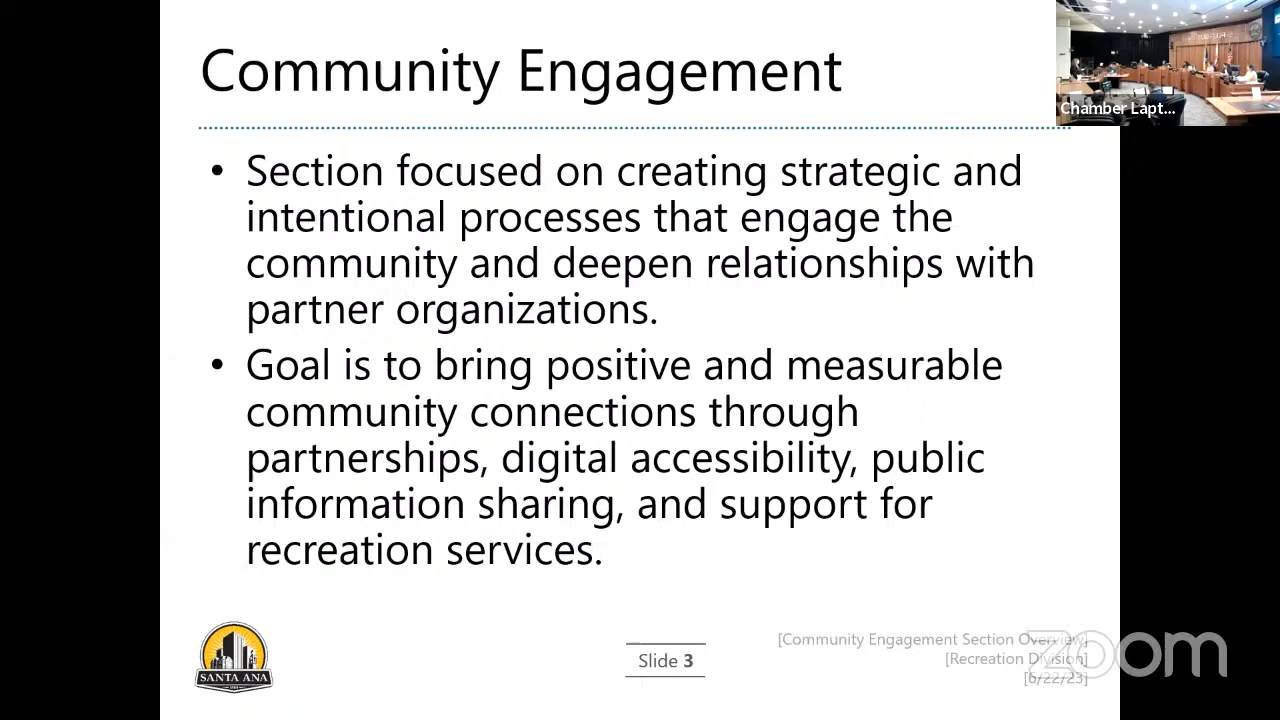 Community Engagement
Chamber Lapt...
• Section focused on creating strategic and
intentional processes that engage the
community and deepen relationships with
partner organizations.
• Goal is to bring positive and measurable
community connections through
partnerships, digital accessibility, public
information sharing, and support for
recreation services.
SANTA ANA
Slide 3
[Community Engagement Section Overview]
[Recreation Division]
[6/22/23]
zoom